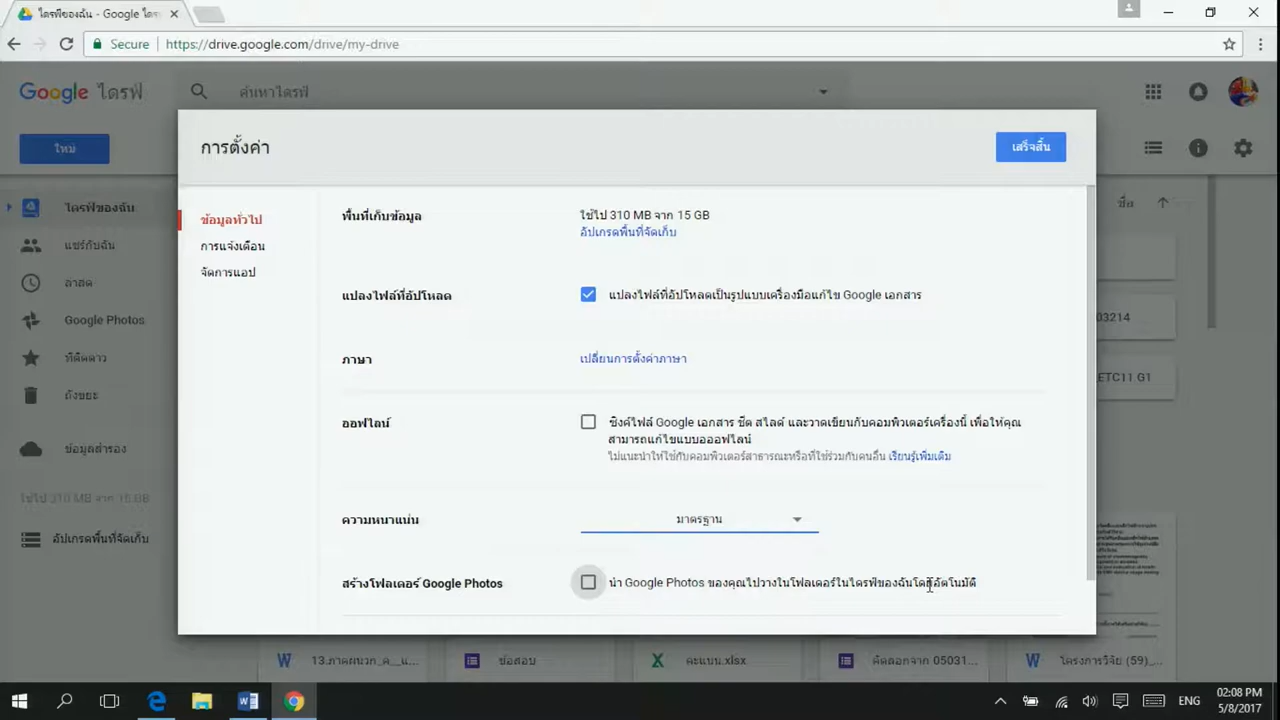 ไดรฟ์ของฉัน - Google ไดร
Secure
https://drive.google.com/drive/my-drive
Google ไดรฟ์
ค้นหาไดรฟ์
ใหม่
การตั้งค่า
เสร็จสิ้น
ไดรฟ์ของฉัน
แชร์กับฉัน
ล่าสุด
Google Photos
ที่ติดดาว
ถังขยะ
ข้อมูลสำรอง
ใช้ไป 310 MB จาก 15 GB
อัปเกรดพื้นที่จัดเก็บ
ข้อมูลทั่วไป
การแจ้งเตือน
จัดการแอป
พื้นที่เก็บข้อมูล
ใช้ไป 310 MB จาก 15 GB
อัปเกรดพื้นที่จัดเก็บ
แปลงไฟล์ที่อัปโหลด
แปลงไฟล์ที่อัปโหลดเป็นรูปแบบเครื่องมือแก้ไข Google เอกสาร
ภาษา
เปลี่ยนการตั้งค่าภาษา
ออฟไลน์
ซิงค์ไฟล์ Google เอกสาร ชีต สไลด์ และวาดเขียนกับคอมพิวเตอร์เครื่องนี้ เพื่อให้คุณ
สามารถแก้ไขแบบออฟไลน์
ไม่แนะนำให้ใช้กับคอมพิวเตอร์สาธารณะหรือที่ใช้ร่วมกับคนอื่น เรียนรู้เพิ่มเติม
ความหนาแน่น
มาตรฐาน
สร้างโฟลเดอร์ Google Photos
นำ Google Photos ของคุณไปวางในโฟลเดอร์ในไดรฟ์ของฉันโดยอัตโนมัติ
ชื่อ
03214
ETC11 G1
13.ภาคผนวก_ค__แ...
ข้อสอบ
คะแบบ.xlsx
คัดลอกจาก 05031...
โครงการวิจัย (59)_...
ENG
02:08 PM
5/8/2017